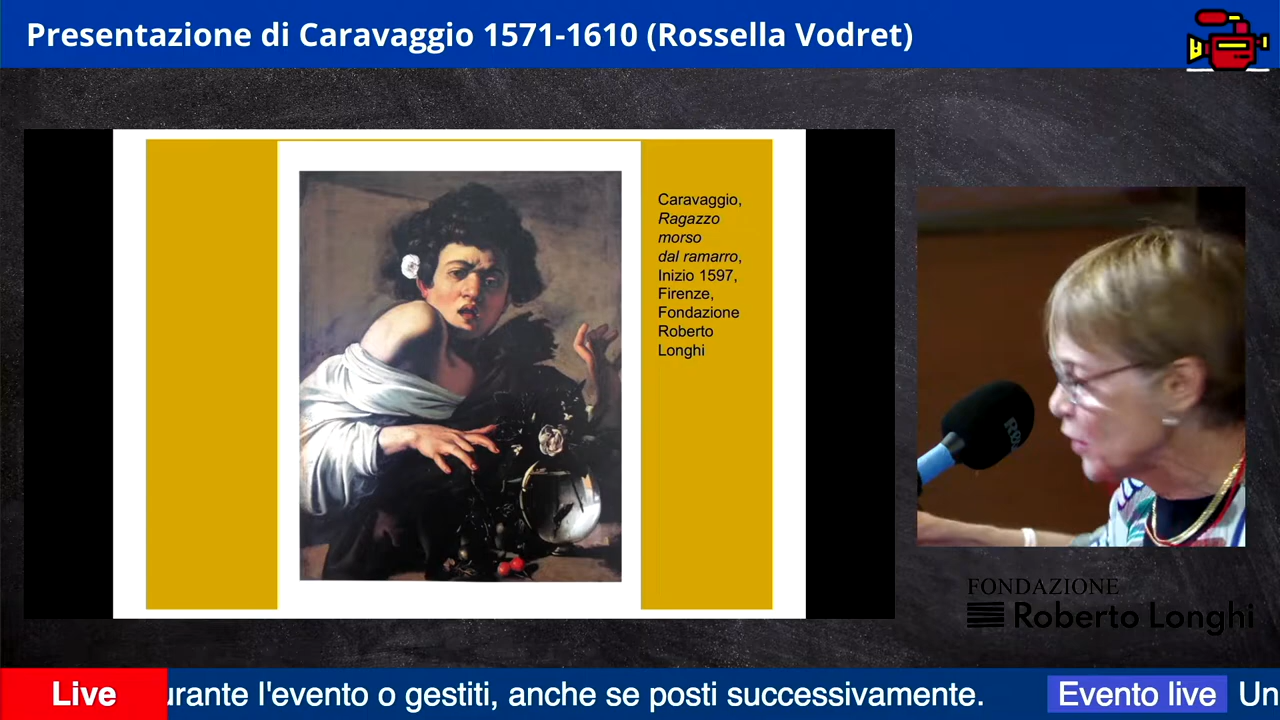 Presentazione di Caravaggio 1571-1610 (Rossella Vodret)
Caravaggio,
Ragazzo
morso
dal ramarro,
Inizio 1597,
Firenze,
Fondazione
Roberto
Longhi
FONDAZIONE
Roberto Longhi
Live
urante l'evento o gestiti, anche se posti successivamente.
Evento live
Un